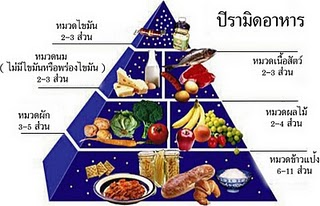 ปิรามิดอาหาร
หมวดไขมัน
2-3 ส่วน
หมวดนม
( ไม่มีไขมันหรือพร่องไขมัน )
2-3 ส่วน
หมวดเนื้อสัตว์
2-3 ส่วน
หมวดผัก
3-5 ส่วน
หมวดผลไม้
2-4 ส่วน
หมวดข้าวแป้ง
6-11 ส่วน